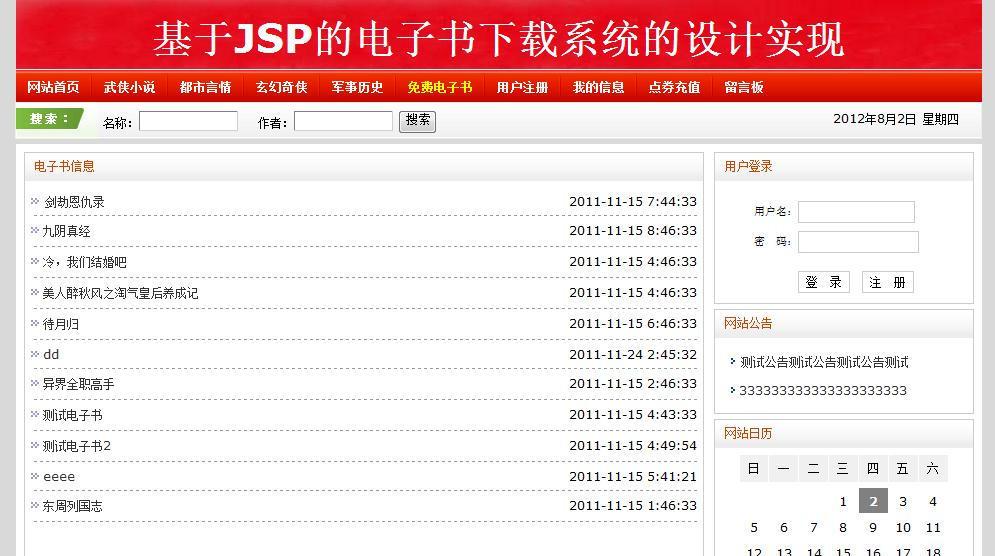 基于JSP的电子书下载系统的设计实现
网站首页 武侠小说 都市言情 玄幻奇侠 军事历史 免费电子书 用户注册 我的信息 点券充值 留言板
搜索： 名称： 作者： 搜索 2012年8月2日 星期四
电子书信息
剑劫恩仇录 2011-11-15 7:44:33
九阴真经 2011-11-15 8:46:33
冷，我们结婚吧 2011-11-15 4:46:33
美人醉秋风之淘气皇后养成记 2011-11-15 4:46:33
待月归 2011-11-15 6:46:33
dd 2011-11-24 2:45:32
异界全职高手 2011-11-15 2:46:33
测试电子书 2011-11-15 4:43:33
测试电子书2 2011-11-15 4:49:54
eeee 2011-11-15 5:41:21
东周列国志 2011-11-15 1:46:33
用户登录
用户名：
密 码：
登 录 注 册
网站公告
测试公告测试公告测试公告测试
333333333333333333333
网站日历
日 一 二 三 四 五 六
1 2 3 4
5 6 7 8 9 10 11
12 13 14 15 16 17 18